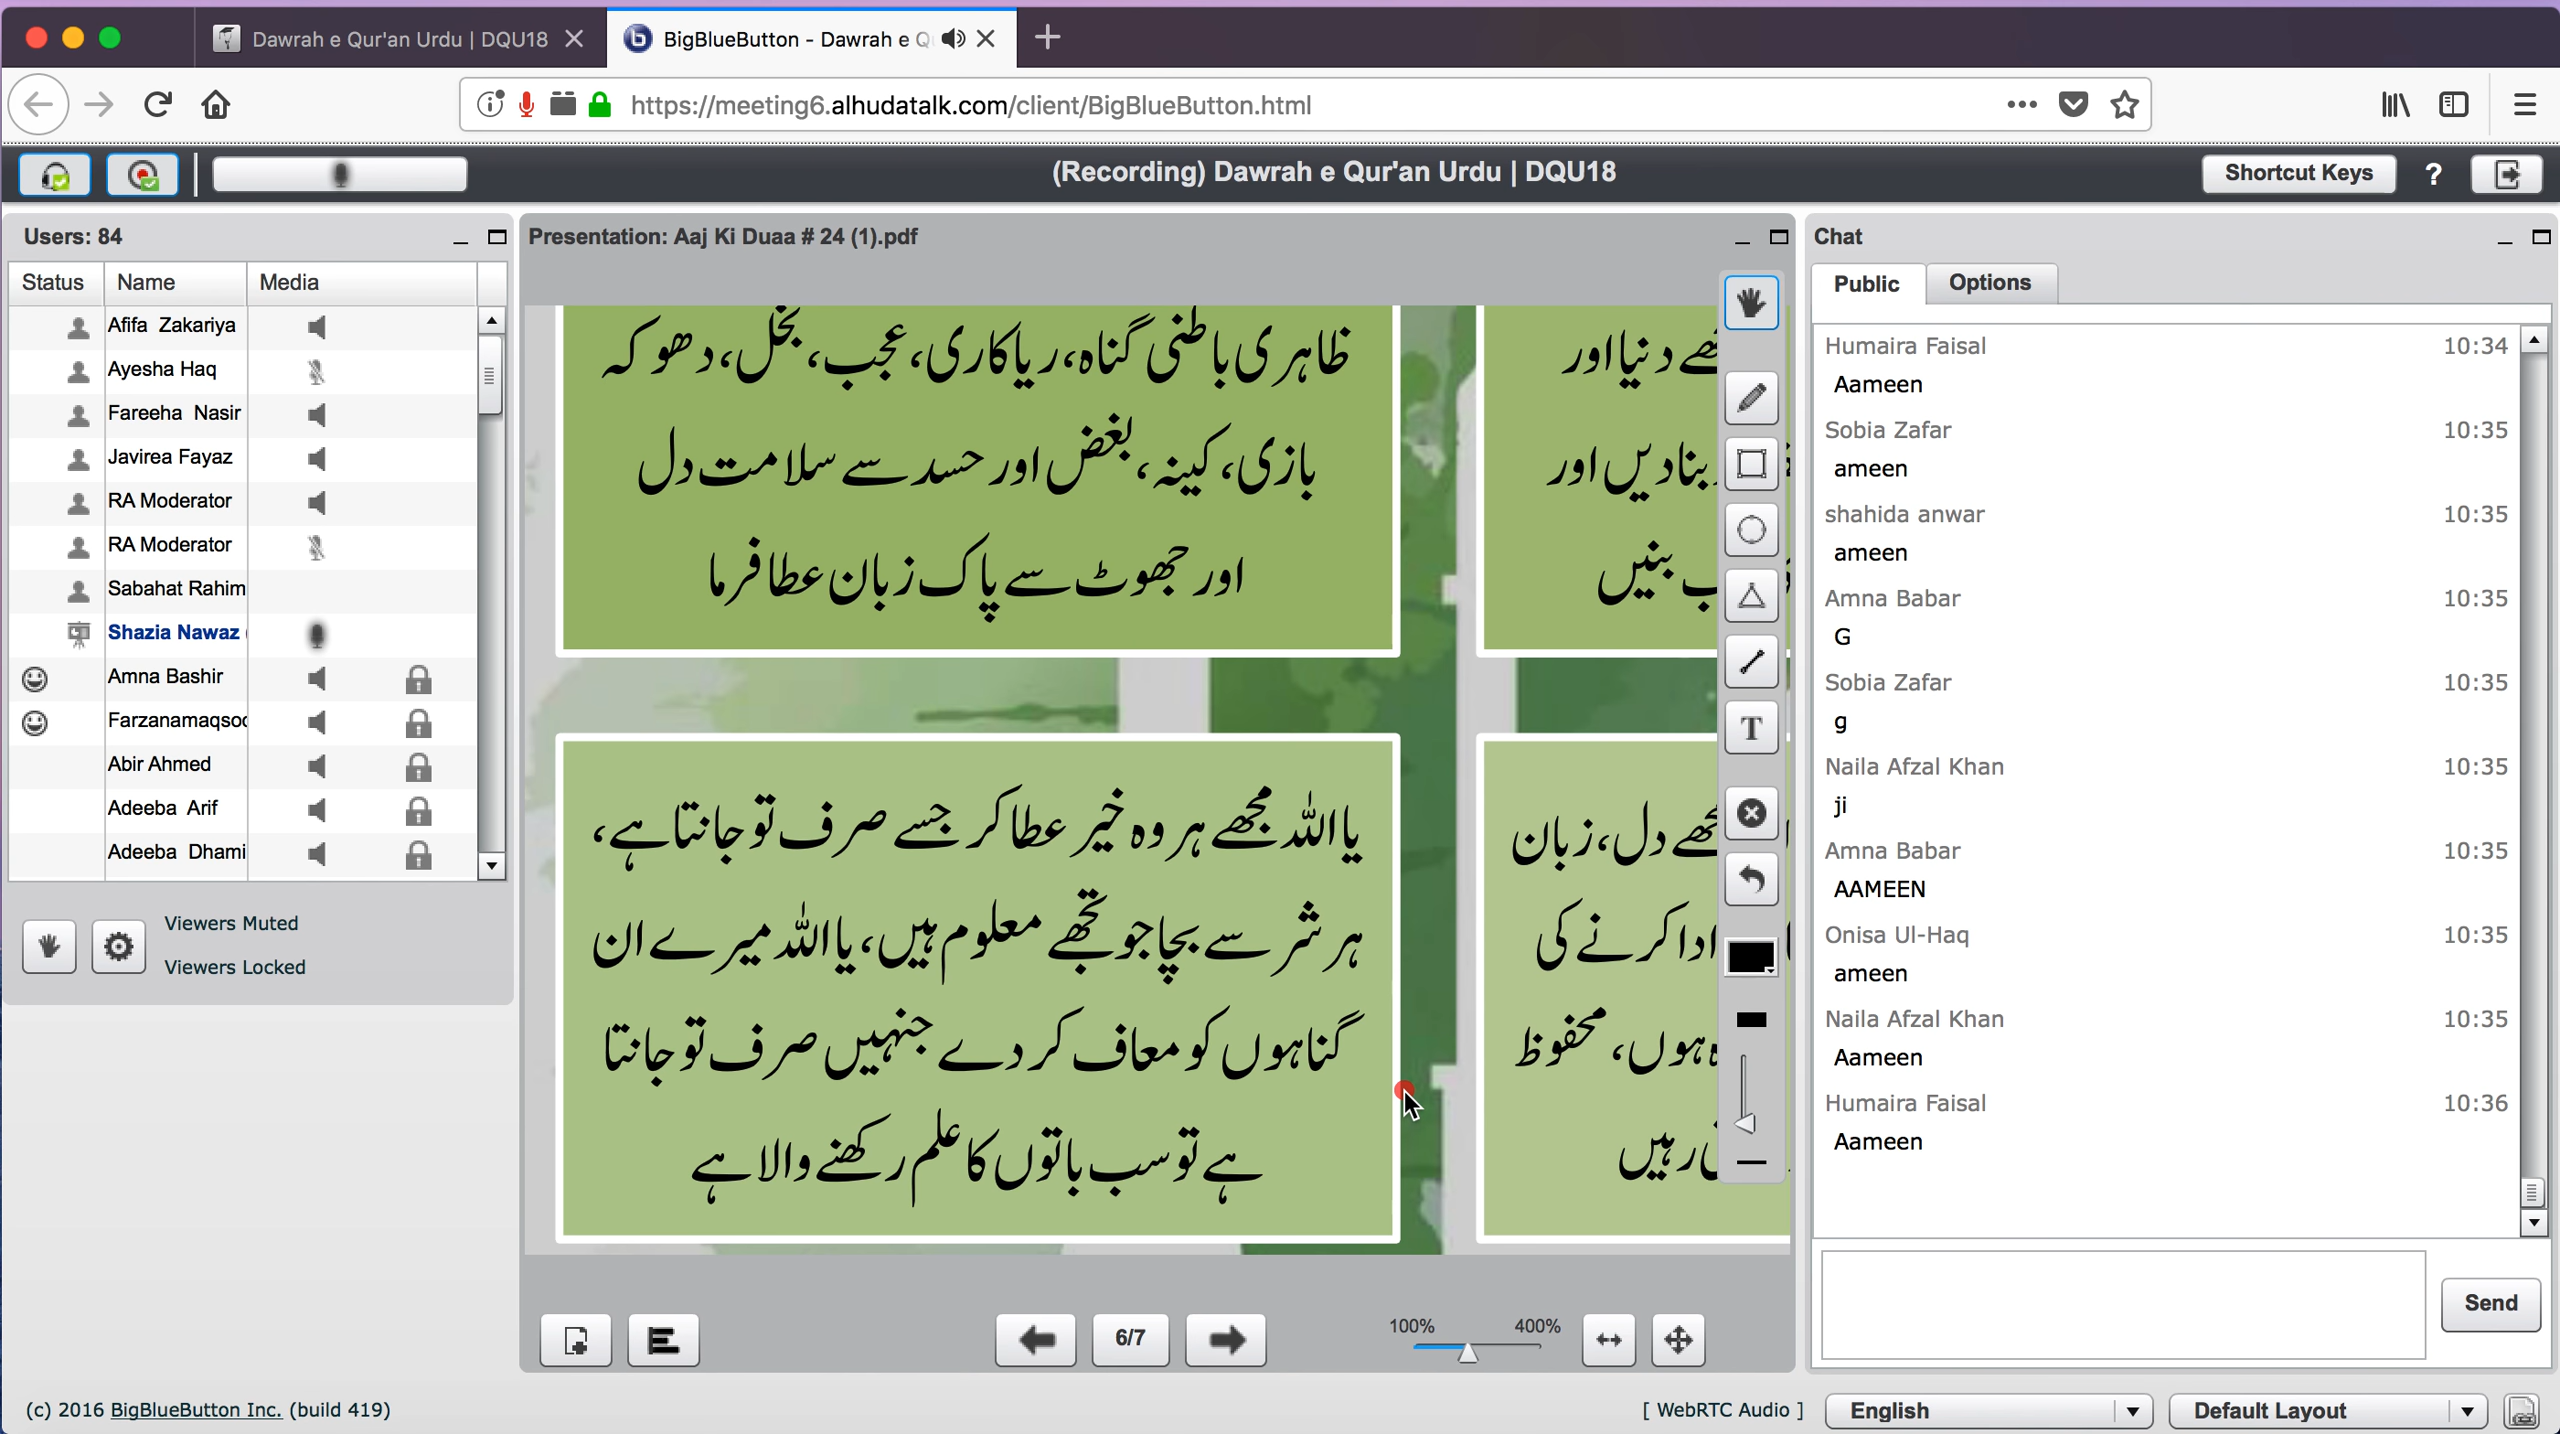 Dawrah e Qur'an Urdu | DQU18
BigBlueButton - Dawrah e Q
https://meeting6.alhudatalk.com/client/BigBlueButton.html
(Recording) Dawrah e Qur'an Urdu | DQU18
Shortcut Keys
?
Users: 84
Status Name Media
Afifa Zakariya
Ayesha Haq
Fareeha Nasir
Javirea Fayaz
RA Moderator
RA Moderator
Sabahat Rahim
Shazia Nawaz
Amna Bashir
Farzanamaqsoo
Abir Ahmed
Adeeba Arif
Adeeba Dhami
Viewers Muted
Viewers Locked
Presentation: Aaj Ki Duaa # 24 (1).pdf
ظاہری باطنی گناہ، ریاکاری، عجب، بخل، دھوکہ
بازی، کینہ، بغض اور حسد سے سلامت دل
اور جھوٹ سے پاک زبان عطا فرما
دنیا اور
بنادیں اور
بنیں
یا اللہ مجھے ہر وہ خیر عطا کر جسے صرف تو جانتا ہے،
ہر شر سے بچا جو تجھے معلوم ہیں، یا اللہ میرے ان
گناہوں کو معاف کر دے جنہیں صرف تو جانتا
ہے تو سب باتوں کا علم رکھنے والا ہے
دل، زبان
ادا کرنے کی
ہوں، محفوظ
رہیں
T
6/7
100% 400%
Chat
Public Options
Humaira Faisal 10:34
Aameen
Sobia Zafar 10:35
ameen
shahida anwar 10:35
ameen
Amna Babar 10:35
G
Sobia Zafar 10:35
g
Naila Afzal Khan 10:35
ji
Amna Babar 10:35
AAMEEN
Onisa Ul-Haq 10:35
ameen
Naila Afzal Khan 10:35
Aameen
Humaira Faisal 10:36
Aameen
Send
(c) 2016 BigBlueButton Inc. (build 419)
[ WebRTC Audio ]
English
Default Layout